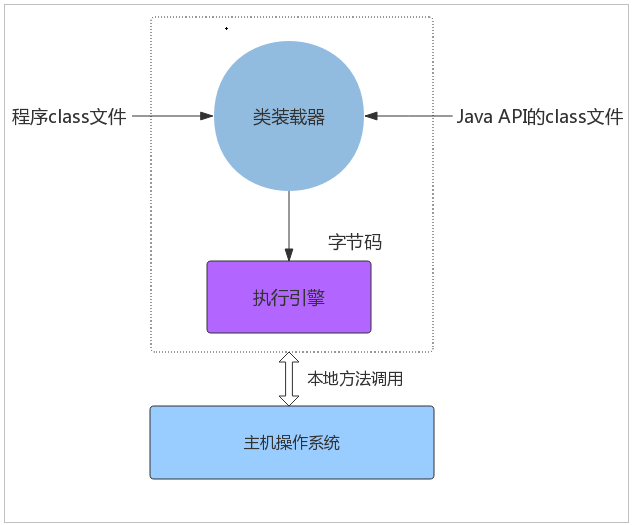 类装载器
程序class文件
Java API的class文件
字节码
执行引擎
本地方法调用
主机操作系统